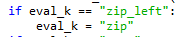 if eval_k == "zip_left":
    eval_k = "zip"